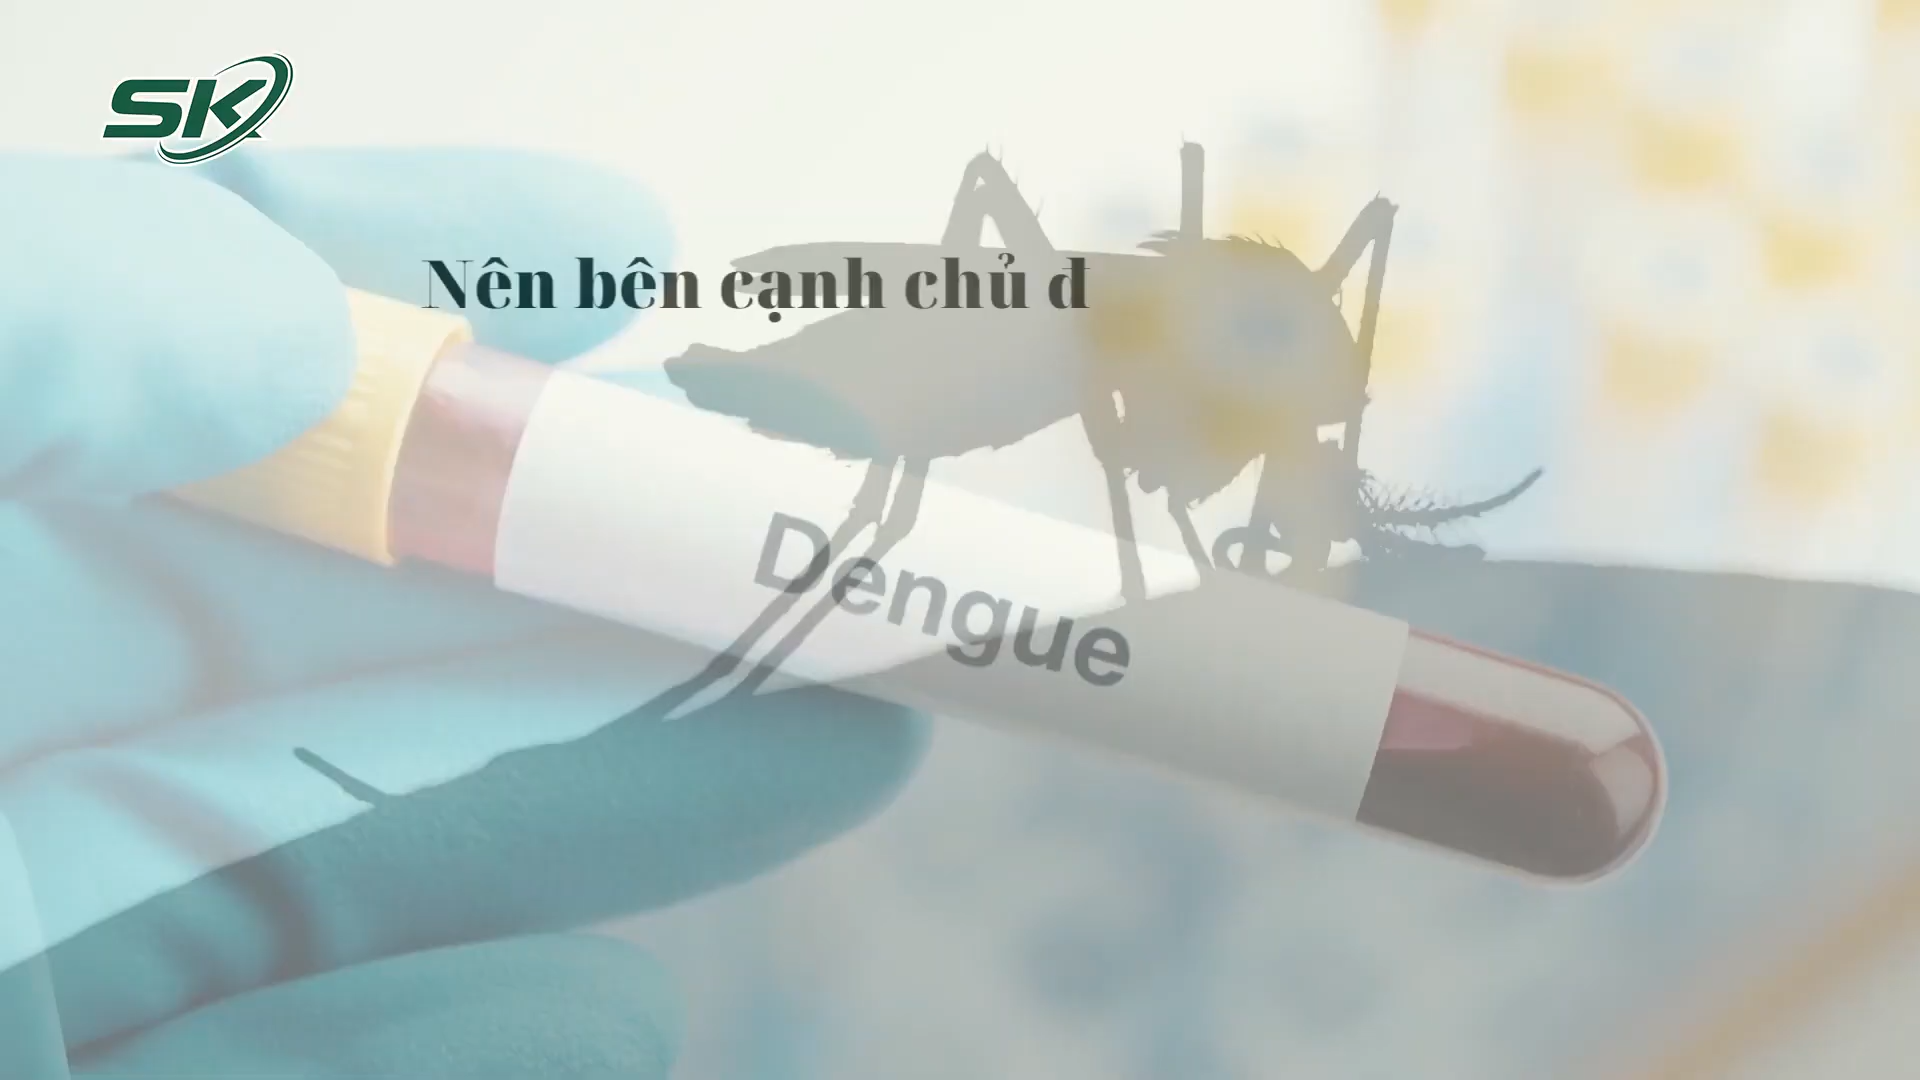 SK
Nên bên cạnh chủ đ
Dengue